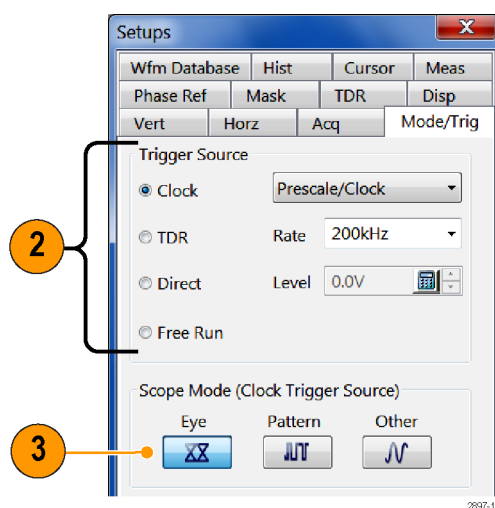 Setups
Wfm Database Hist Cursor Meas
Phase Ref Mask TDR Disp
Vert Horz Acq Mode/Trig
Trigger Source
Clock Prescale/Clock
2
TDR Rate 200kHz
Direct Level 0.0V
Free Run
Scope Mode (Clock Trigger Source)
Eye Pattern Other
3
2897-1